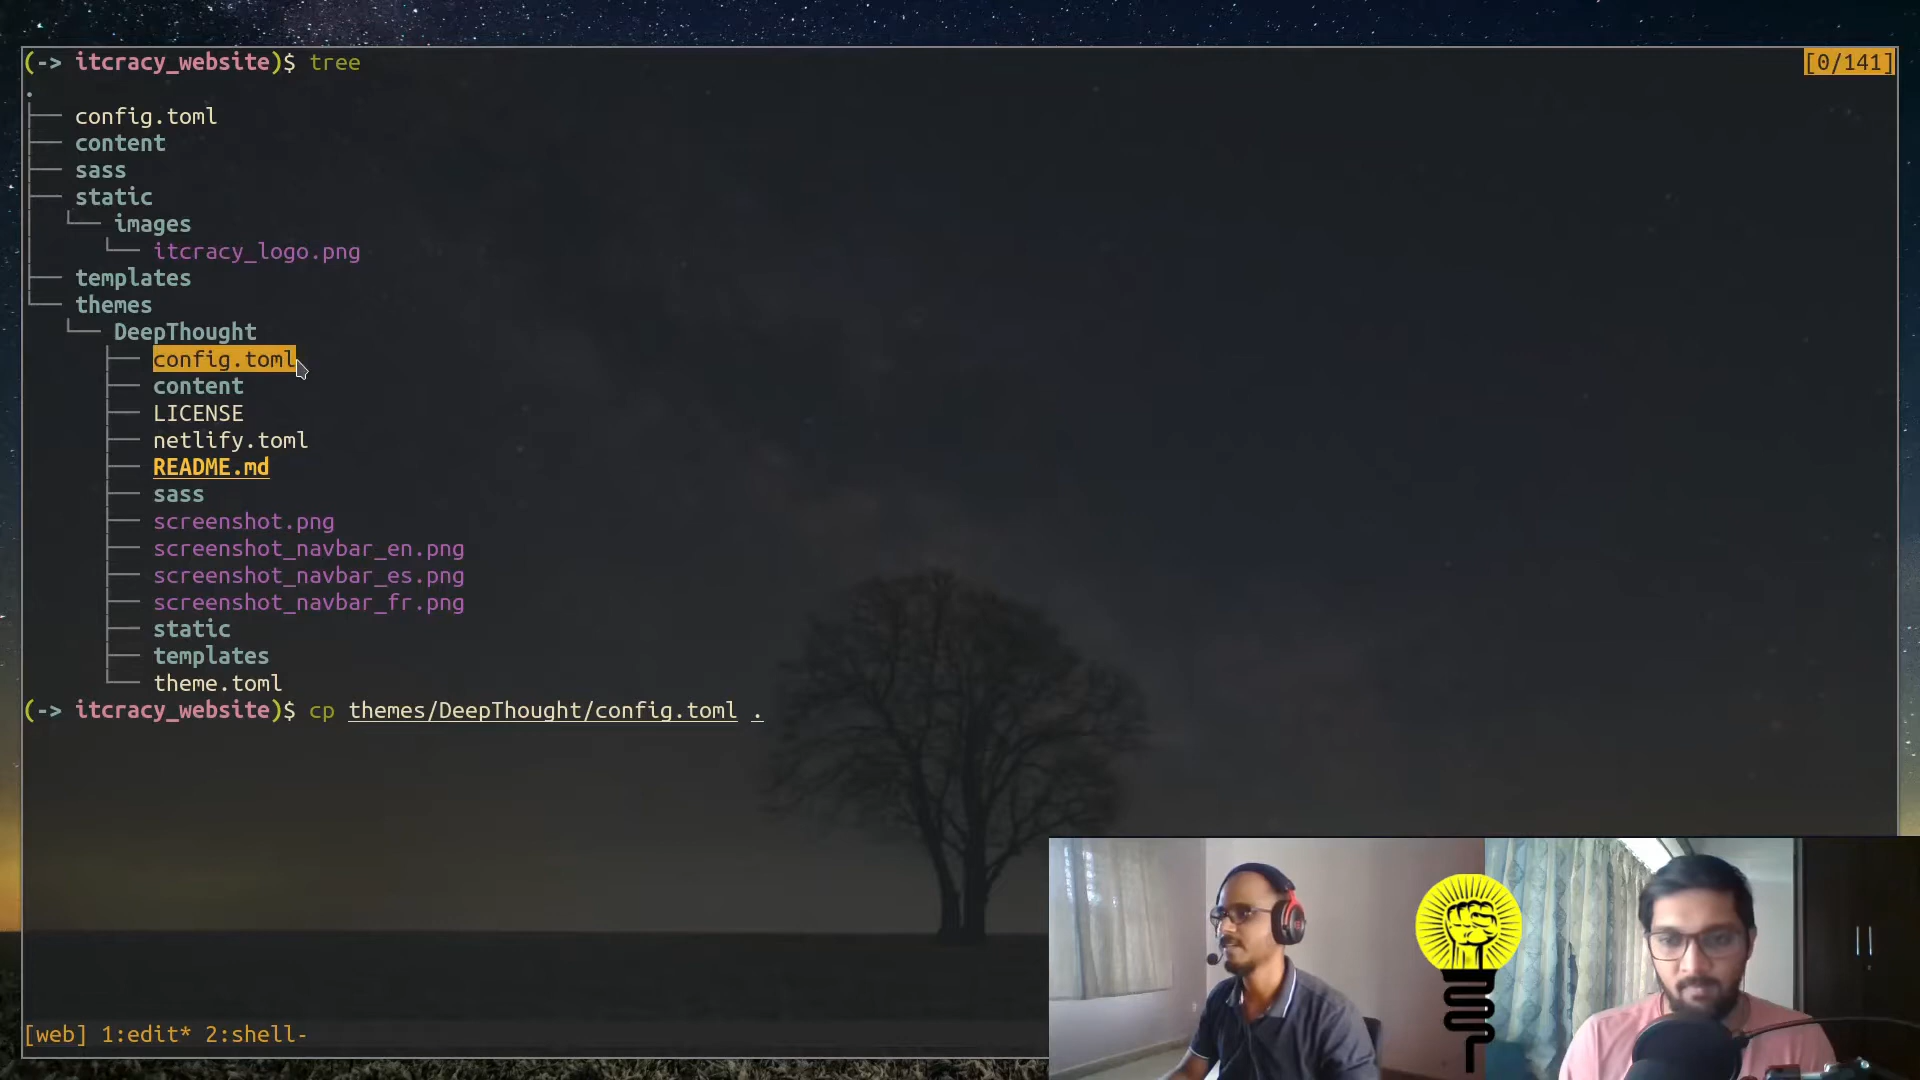 (-> itcracy_website)$ tree [0/141]
.
├── config.toml
├── content
├── sass
├── static
│   └── images
│       └── itcracy_logo.png
├── templates
└── themes
    └── DeepThought
        ├── config.toml
        ├── content
        ├── LICENSE
        ├── netlify.toml
        ├── README.md
        ├── sass
        ├── screenshot.png
        ├── screenshot_navbar_en.png
        ├── screenshot_navbar_es.png
        ├── screenshot_navbar_fr.png
        ├── static
        ├── templates
        └── theme.toml
(-> itcracy_website)$ cp themes/DeepThought/config.toml .
[web] 1:edit* 2:shell-